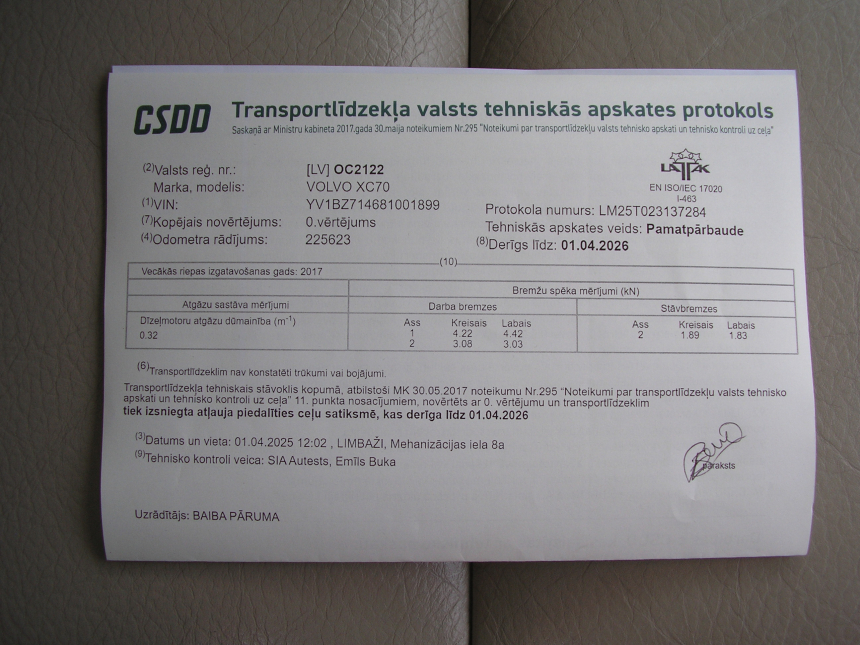 CSDD
Transportlīdzekļa valsts tehniskās apskates protokols
Saskaņā ar Ministru kabineta 2017.gada 30.maija noteikumiem Nr.295 "Noteikumi par transportlīdzekļu valsts tehnisko apskati un tehnisko kontroli uz ceļa"
(2)Valsts reģ. nr.: [LV] OC2122
Marka, modelis: VOLVO XC70
(1)VIN: YV1BZ714681001899
(7)Kopējais novērtējums: 0.vērtējums
(4)Odometra rādījums: 225623
LATAK
EN ISO/IEC 17020
I-463
Protokola numurs: LM25T023137284
Tehniskās apskates veids: Pamatpārbaude
(8)Derīgs līdz: 01.04.2026
(10)
Vecākās riepas izgatavošanas gads: 2017
Bremžu spēka mērījumi (kN)
Atgāzu sastāva mērījumi Darba bremzes Stāvbremzes
Dīzeļmotoru atgāzu dūmainība (m-1) Ass Kreisais Labais Ass Kreisais Labais
0.32 1 4.22 4.42 2 1.89 1.83
2 3.08 3.03
(6)Transportlīdzeklim nav konstatēti trūkumi vai bojājumi.
Transportlīdzekļa tehniskais stāvoklis kopumā, atbilstoši MK 30.05.2017 noteikumu Nr.295 "Noteikumi par transportlīdzekļu valsts tehnisko
apskati un tehnisko kontroli uz ceļa" 11. punkta nosacījumiem, novērtēts ar 0. vērtējumu un transportlīdzeklim
tiek izsniegta atļauja piedalīties ceļu satiksmē, kas derīga līdz 01.04.2026
(3)Datums un vieta: 01.04.2025 12:02 , LIMBAŽI, Mehanizācijas iela 8a
(9)Tehnisko kontroli veica: SIA Autests, Emīls Buka
paraksts
Uzrādītājs: BAIBA PĀRUMA